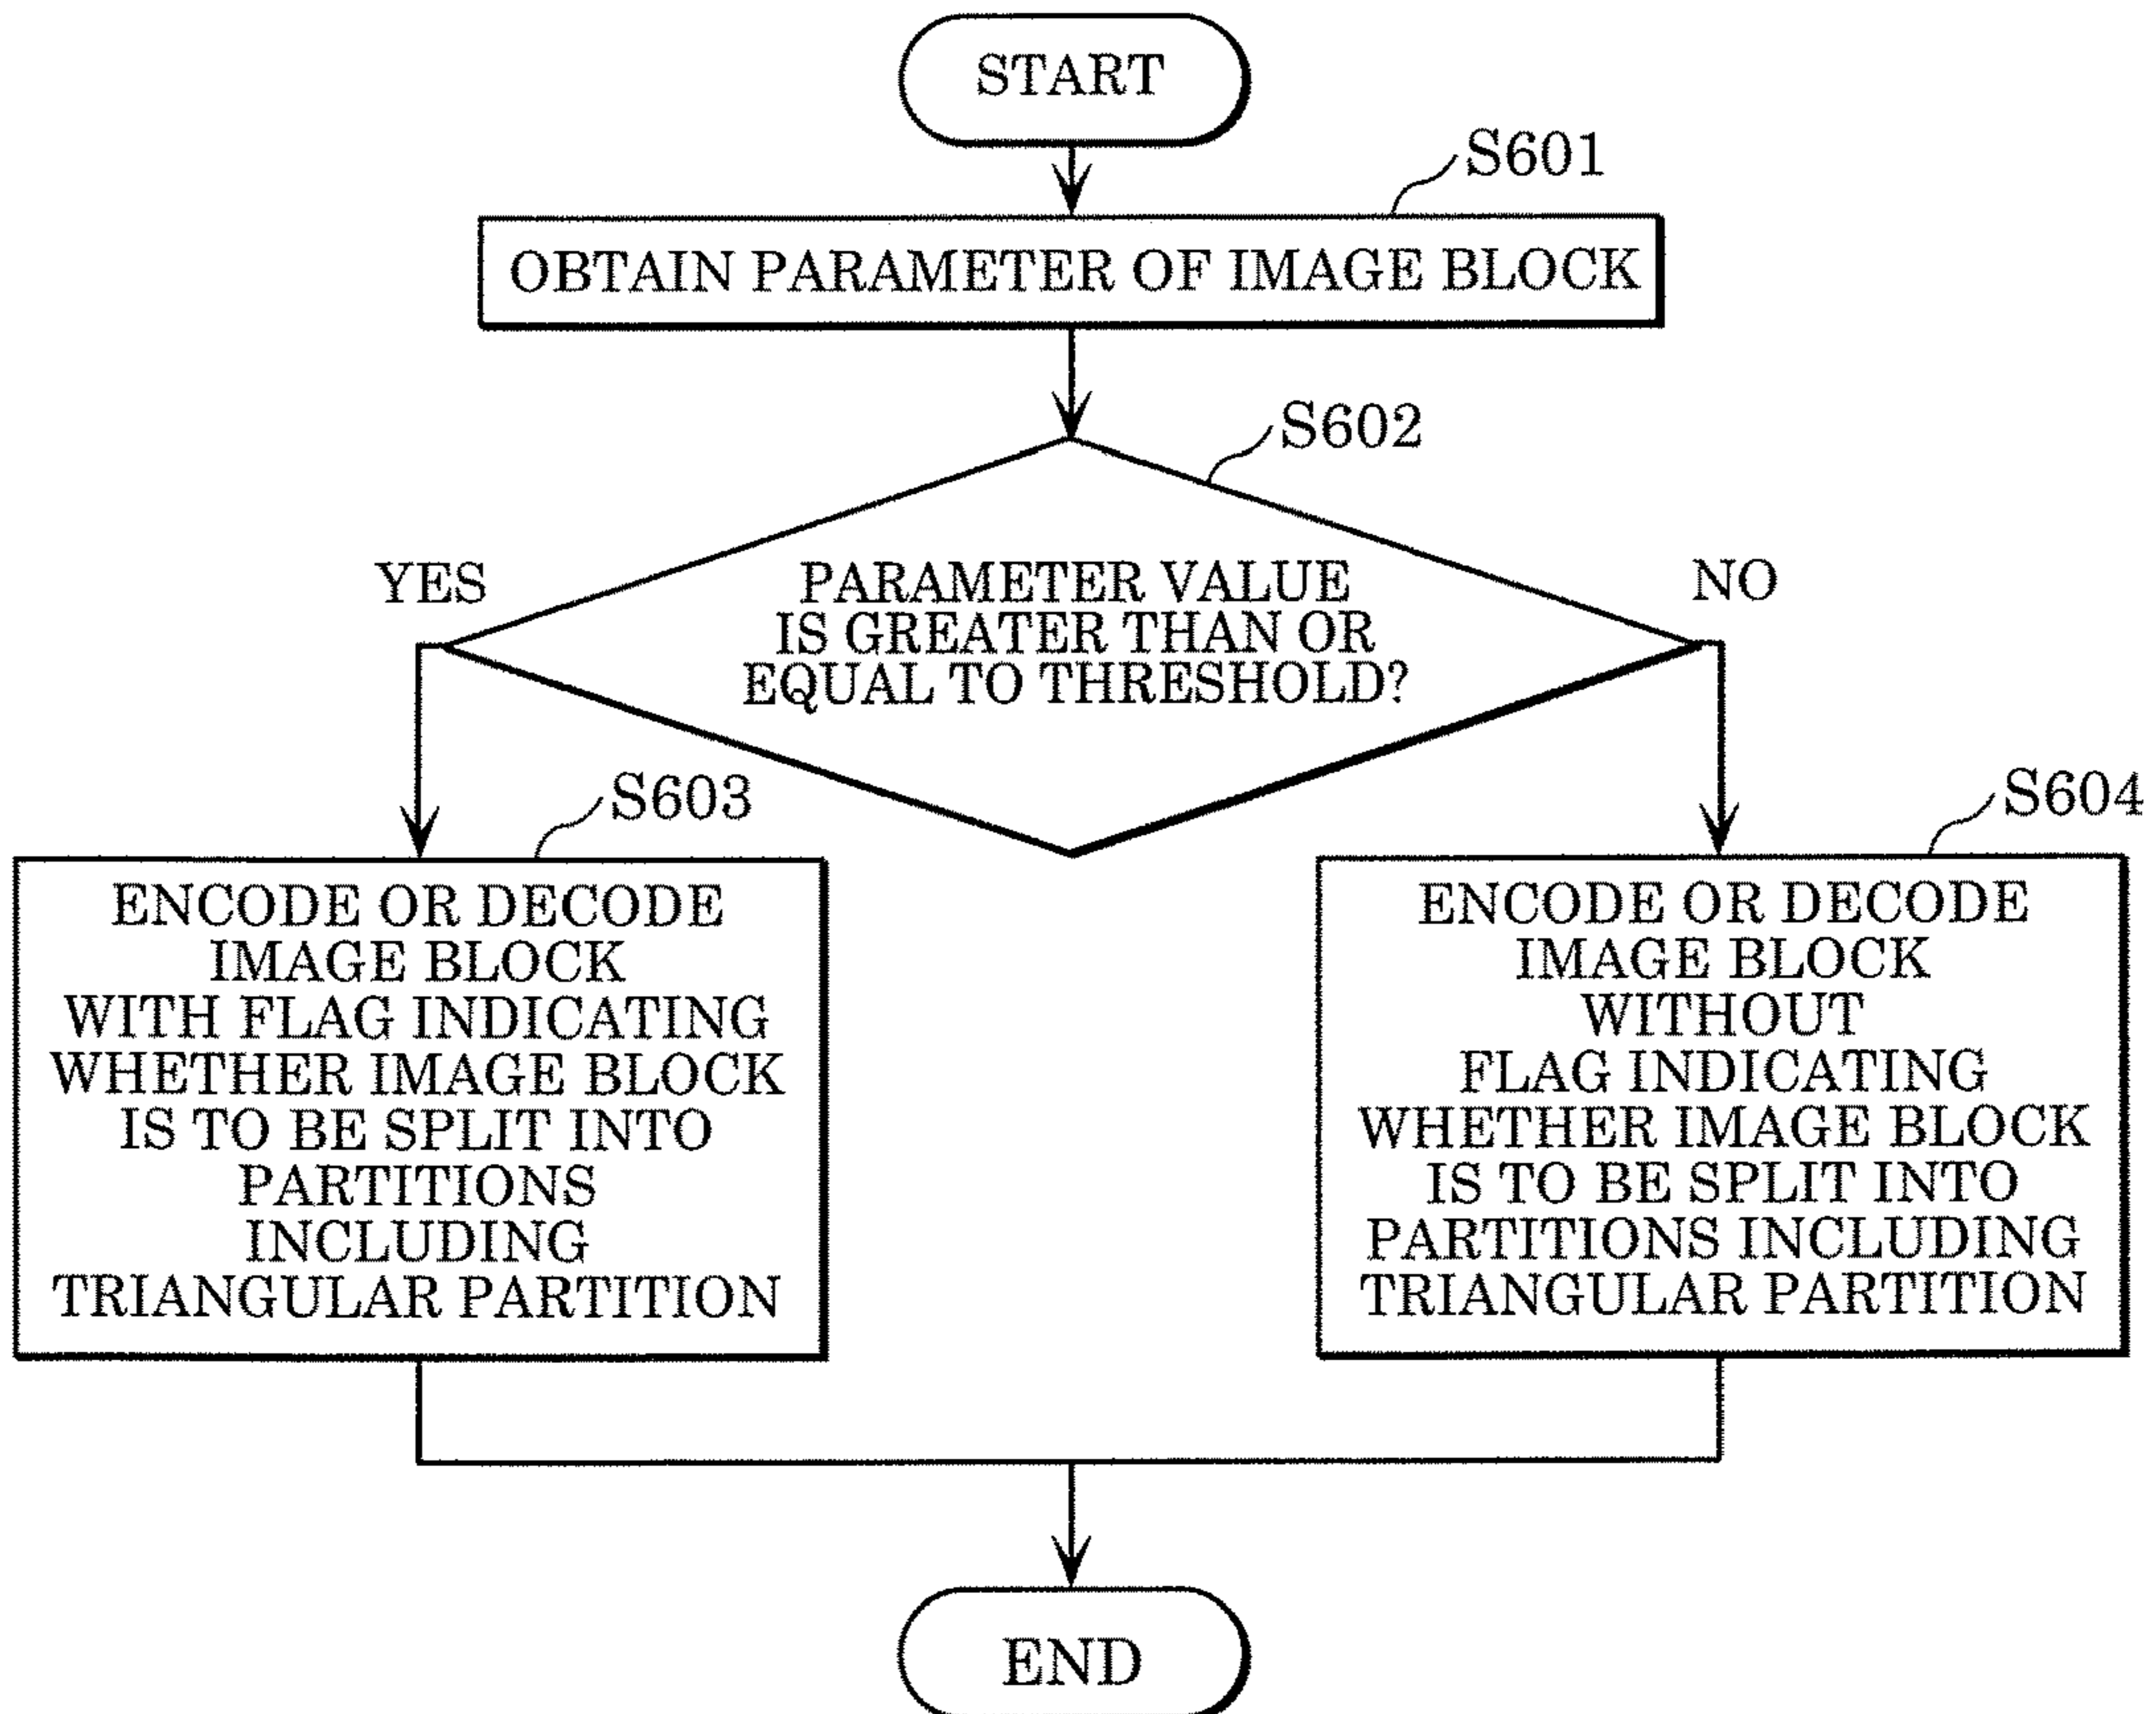 START
S601
OBTAIN PARAMETER OF IMAGE BLOCK
S602
YES
PARAMETER VALUE
IS GREATER THAN OR
EQUAL TO THRESHOLD?
NO
S603
ENCODE OR DECODE
IMAGE BLOCK
WITH FLAG INDICATING
WHETHER IMAGE BLOCK
IS TO BE SPLIT INTO
PARTITIONS
INCLUDING
TRIANGULAR PARTITION
S604
ENCODE OR DECODE
IMAGE BLOCK
WITHOUT
FLAG INDICATING
WHETHER IMAGE BLOCK
IS TO BE SPLIT INTO
PARTITIONS INCLUDING
TRIANGULAR PARTITION
END